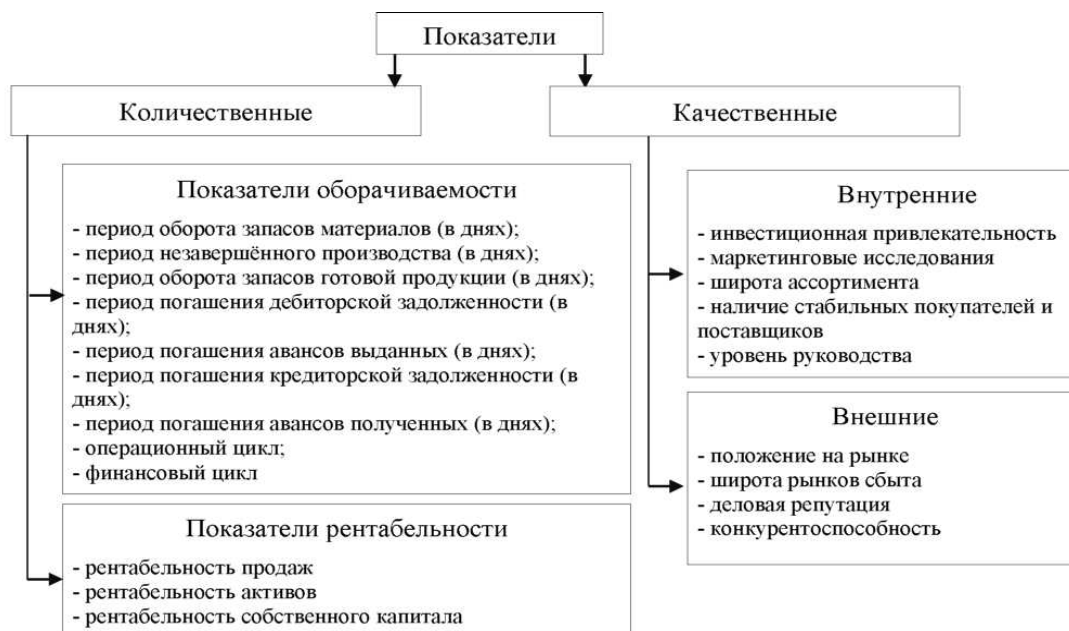 Показатели
Количественные
Качественные
Показатели оборачиваемости
- период оборота запасов материалов (в днях);
- период незавершённого производства (в днях);
- период оборота запасов готовой продукции (в днях);
- период погашения дебиторской задолженности (в
днях);
- период погашения авансов выданных (в днях);
- период погашения кредиторской задолженности (в
днях);
- период погашения авансов полученных (в днях);
- операционный цикл;
- финансовый цикл
Показатели рентабельности
- рентабельность продаж
- рентабельность активов
- рентабельность собственного капитала
Внутренние
- инвестиционная привлекательность
- маркетинговые исследования
- широта ассортимента
- наличие стабильных покупателей и
поставщиков
- уровень руководства
Внешние
- положение на рынке
- широта рынков сбыта
- деловая репутация
- конкурентоспособность